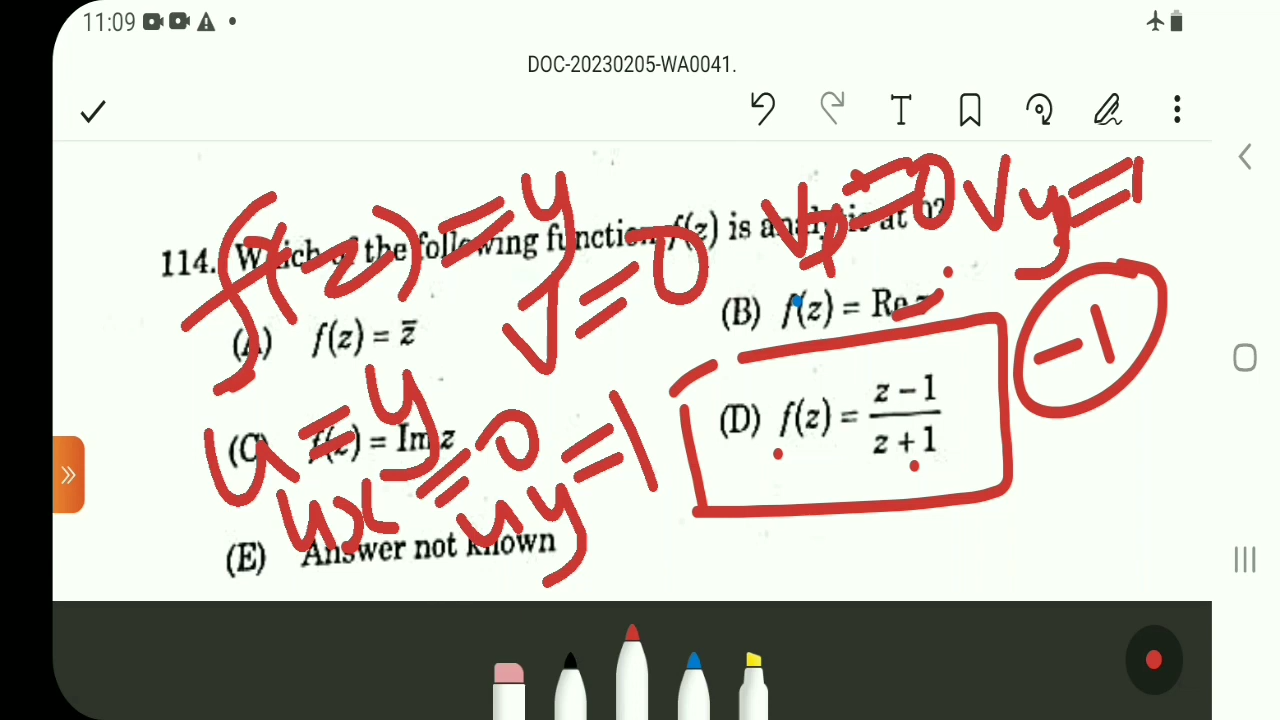 11:09
DOC-20230205-WA0041.
T
114. Which of the following function f(z) is analytic at 0?
(A) f(z) = z̅
(B) f(z) = Re z
(C) f(z) = Im z
(D) f(z) = (z - 1)/(z + 1)
(E) Answer not known
f(z) = y
v = 0
vx = 0 vy = 1
u = y
ux = 0
uy = 1
-1